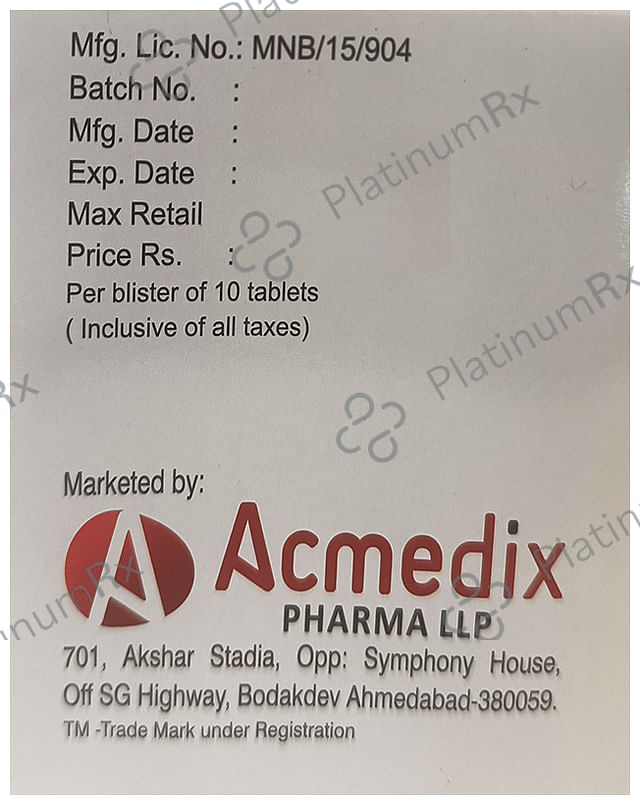 Mfg. Lic. No.: MNB/15/904
Batch No. :
Mfg. Date :
Exp. Date :
Max Retail
Price Rs. :
Per blister of 10 tablets
( Inclusive of all taxes)
Marketed by:
Acmedix
PHARMA LLP
701, Akshar Stadia, Opp: Symphony House,
Off SG Highway, Bodakdev Ahmedabad-380059.
TM -Trade Mark under Registration
PlatinumRx
PlatinumRx